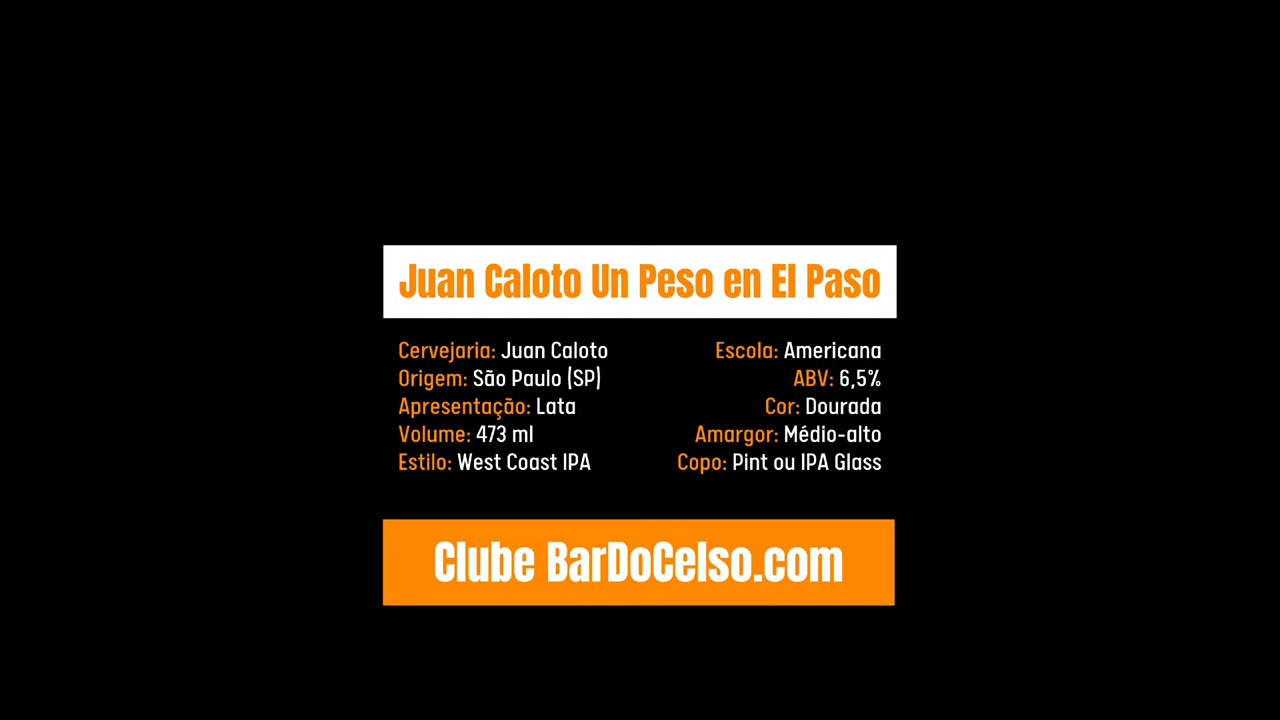 Juan Caloto Un Peso en El Paso
Cervejaria: Juan Caloto
Origem: São Paulo (SP)
Apresentação: Lata
Volume: 473 ml
Estilo: West Coast IPA
Escola: Americana
ABV: 6,5%
Cor: Dourada
Amargor: Médio-alto
Copo: Pint ou IPA Glass
Clube BarDoCelso.com